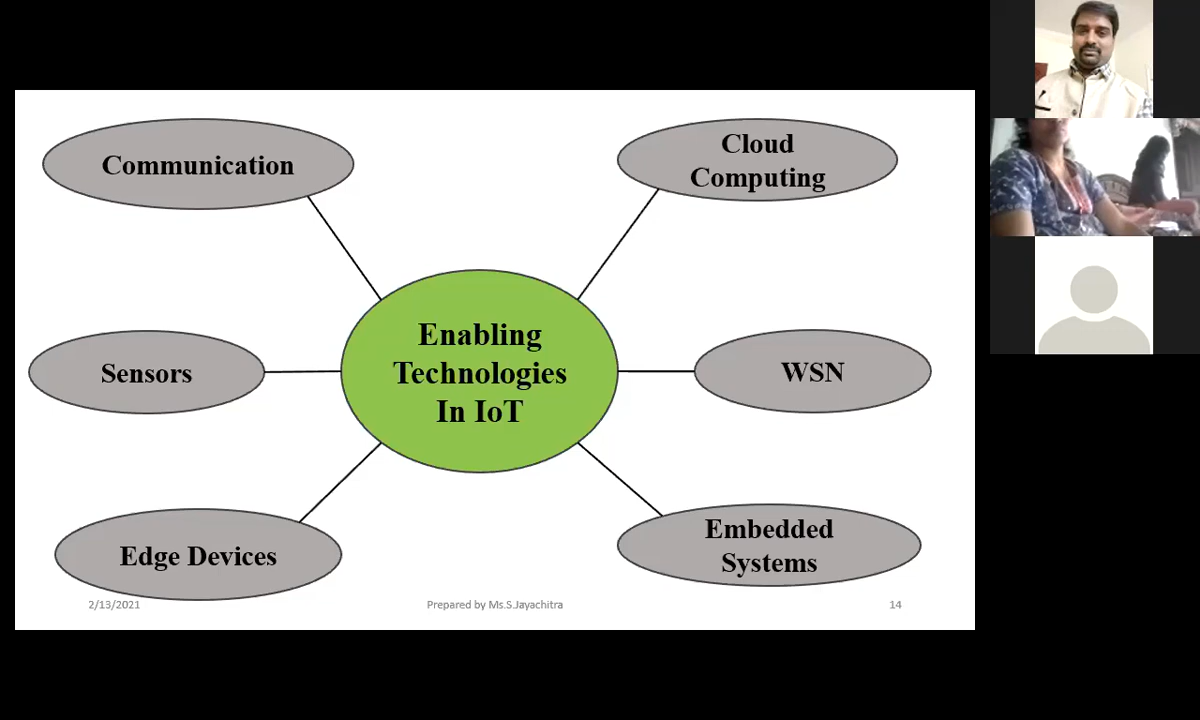 Communication
Cloud
Computing
Enabling
Technologies
In IoT
Sensors
WSN
Edge Devices
Embedded
Systems
2/13/2021
Prepared by Ms.S.Jayachitra
14